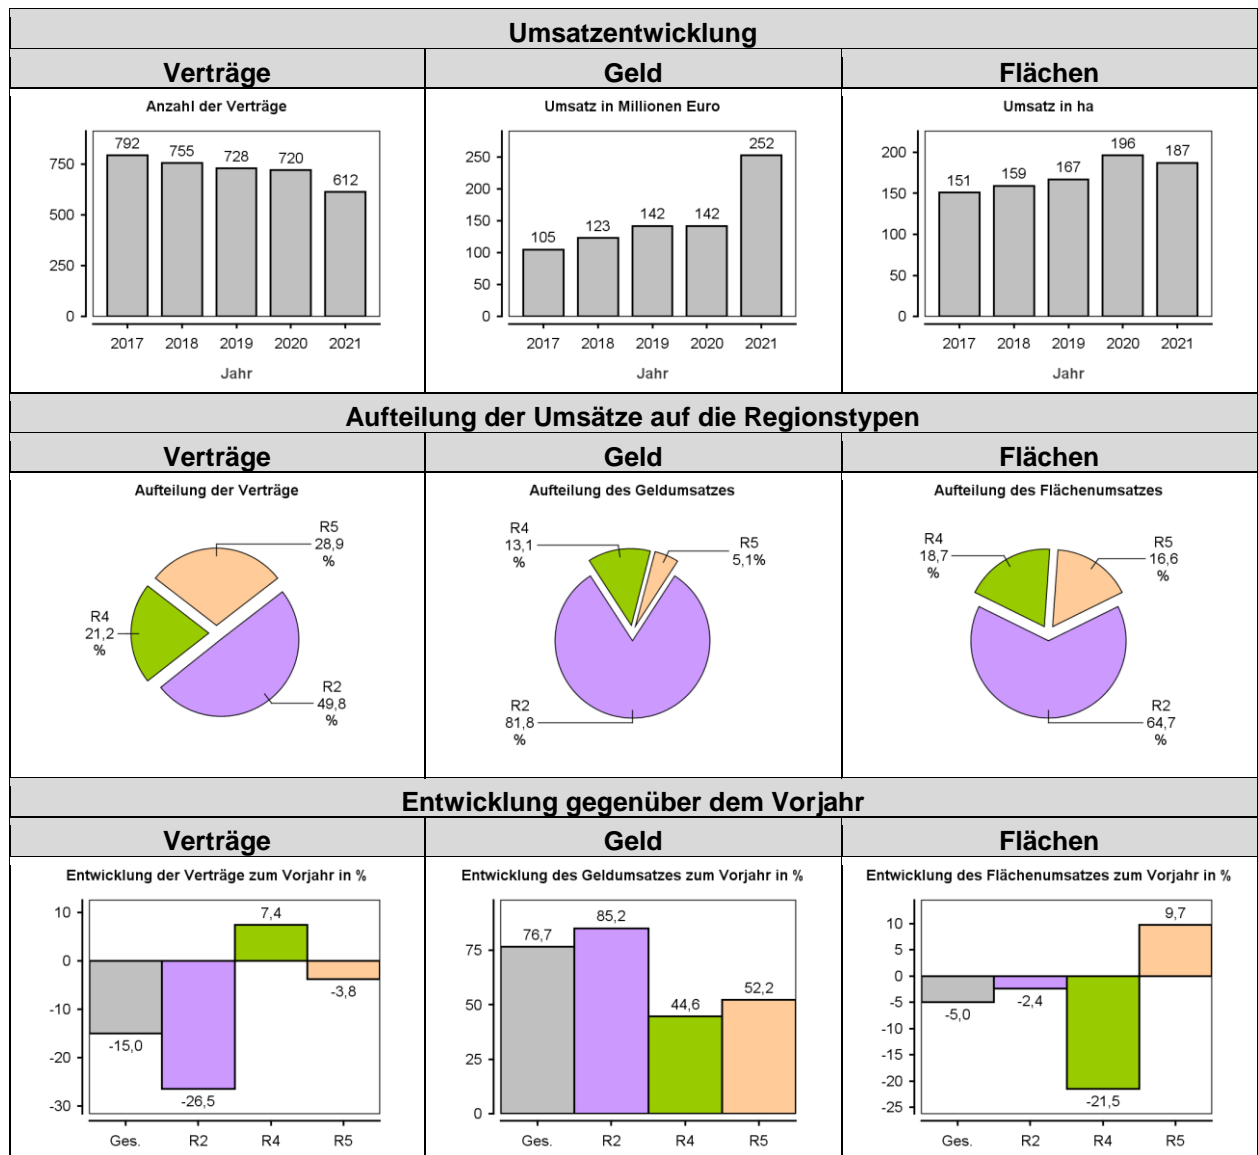 Umsatzentwicklung
Verträge
Geld
Flächen
Anzahl der Verträge
792
755
728
720
612
750
500
250
0
2017 2018 2019 2020 2021
Jahr
Umsatz in Millionen Euro
252
250
200
150
142
142
123
105
100
50
0
2017 2018 2019 2020 2021
Jahr
Umsatz in ha
196
187
200
167
159
151
150
100
50
0
2017 2018 2019 2020 2021
Jahr
Aufteilung der Umsätze auf die Regionstypen
Verträge
Geld
Flächen
Aufteilung der Verträge
R5
28,9
%
R4
21,2
%
R2
49,8
%
Aufteilung des Geldumsatzes
R4
13,1
%
R5
5,1%
R2
81,8
%
Aufteilung des Flächenumsatzes
R4
18,7
%
R5
16,6
%
R2
64,7
%
Entwicklung gegenüber dem Vorjahr
Verträge
Geld
Flächen
Entwicklung der Verträge zum Vorjahr in %
10
7,4
0
-3,8
-10
-15,0
-20
-26,5
-30
Ges. R2 R4 R5
Entwicklung des Geldumsatzes zum Vorjahr in %
85,2
76,7
75
52,2
50
44,6
25
0
Ges. R2 R4 R5
Entwicklung des Flächenumsatzes zum Vorjahr in %
9,7
10
5
0
-2,4
-5
-5,0
-10
-15
-20
-21,5
-25
Ges. R2 R4 R5